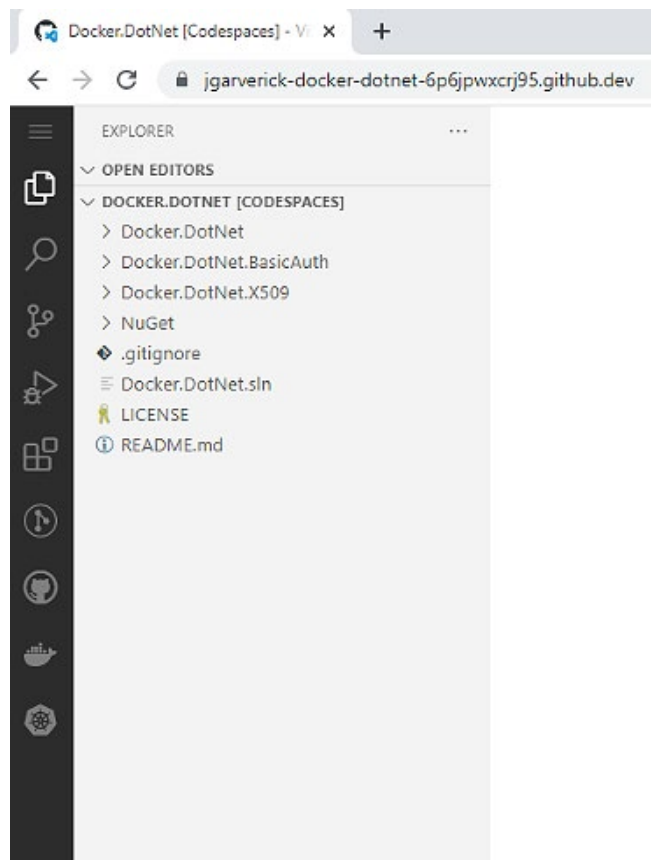 Docker.DotNet [Codespaces] - Vi
jgarverick-docker-dotnet-6p6jpwxcrj95.github.dev
EXPLORER
OPEN EDITORS
DOCKER.DOTNET [CODESPACES]
Docker.DotNet
Docker.DotNet.BasicAuth
Docker.DotNet.X509
NuGet
.gitignore
Docker.DotNet.sln
LICENSE
README.md